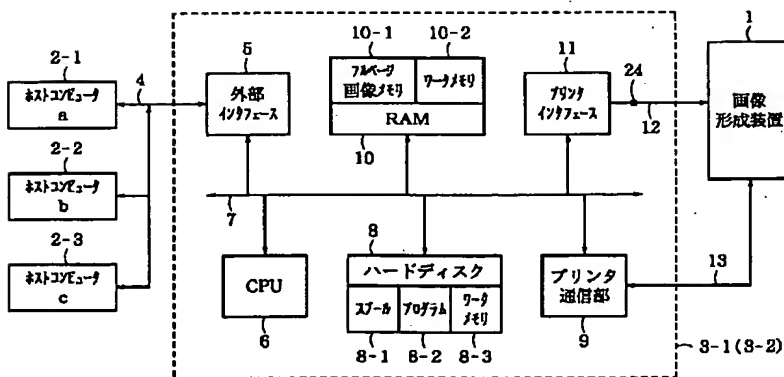 10-1
10-2
1
2-1
5
11
24
4
フルページ
画像メモリ
ワークメモリ
ホストコンピュータ
a
外部
インタフェース
プリンタ
インタフェース
12
画像
形成装置
RAM
2-2
10
ホストコンピュータ
b
7
2-3
8
ホストコンピュータ
c
CPU
ハードディスク
プリンタ
通信部
13
スプール
プログラム
ワーク
メモリ
6
8-1
8-2
8-3
9
3-1(3-2)